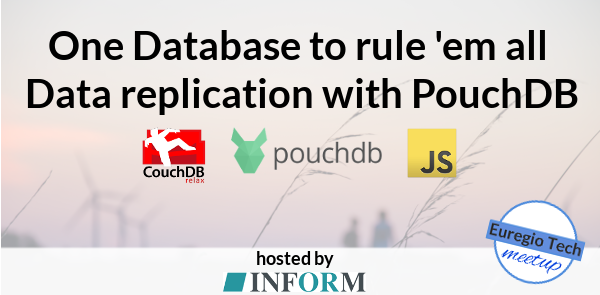 One Database to rule 'em all
Data replication with PouchDB
CouchDB
relax
pouchdb
JS
Euregio Tech
meetup
hosted by
INFORM